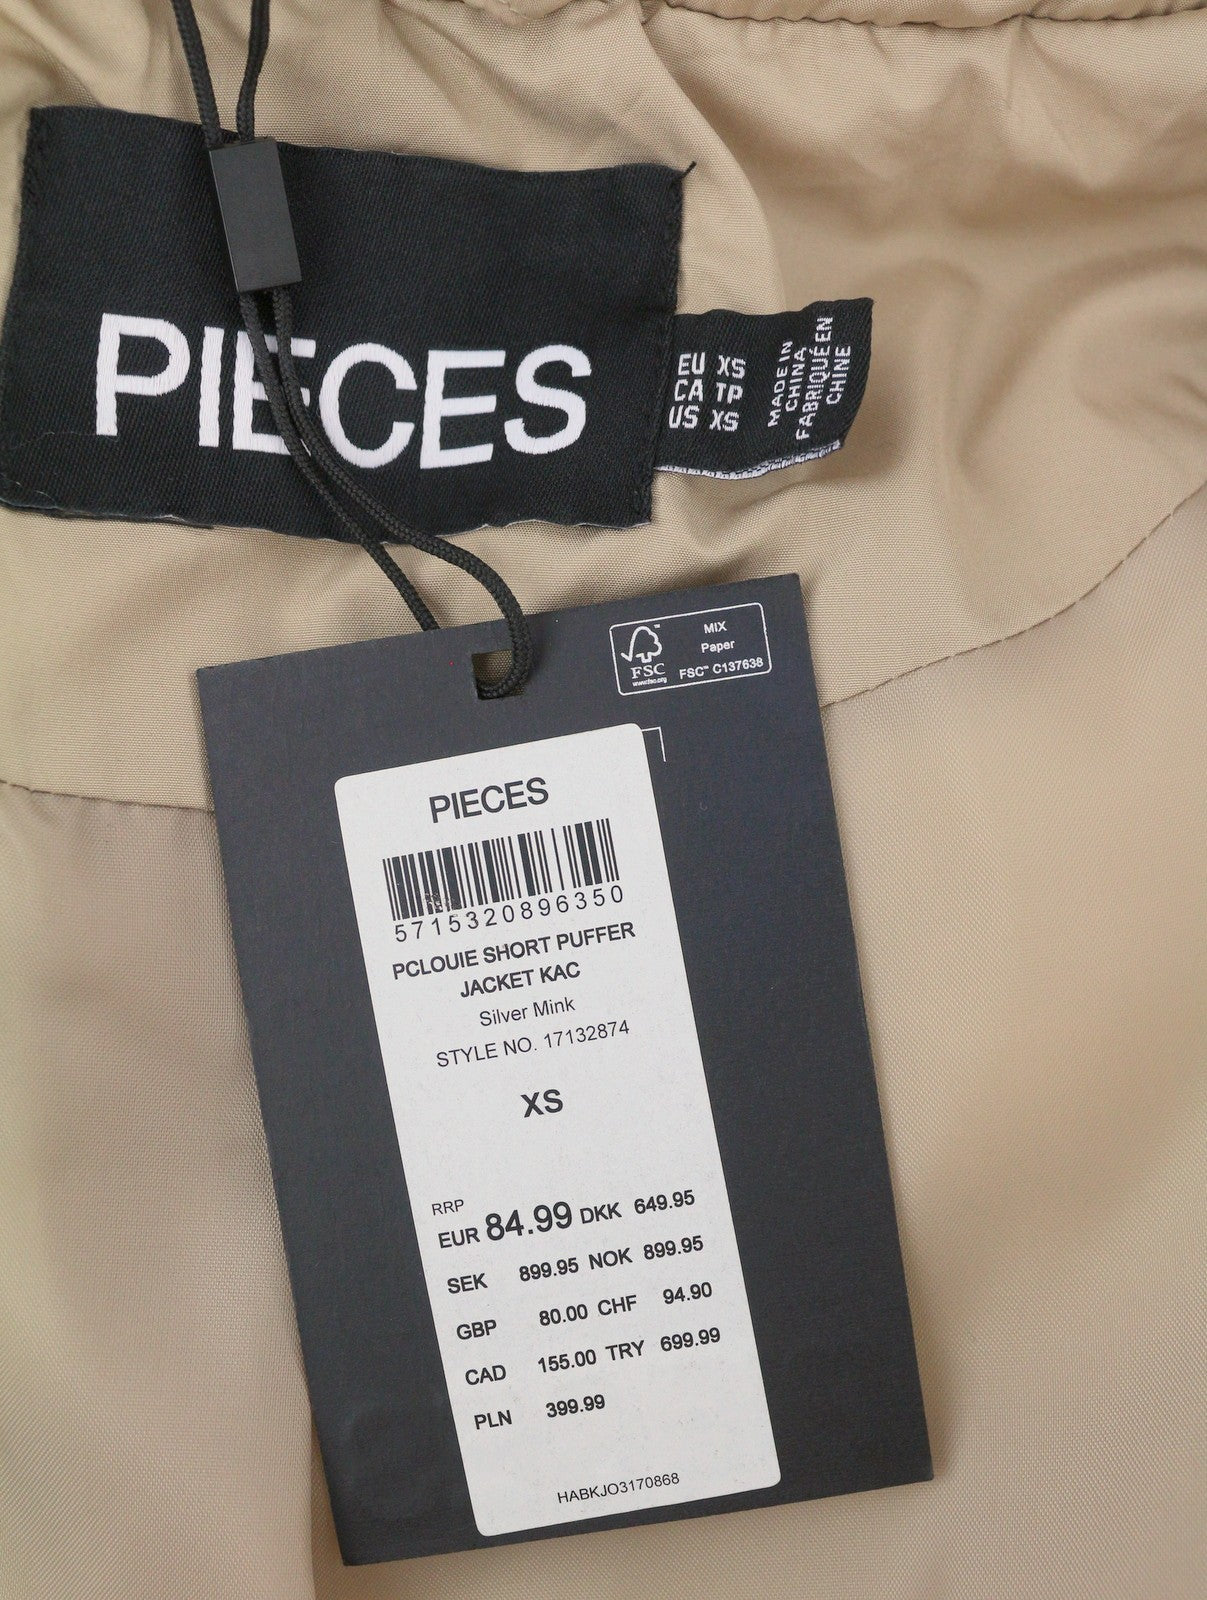 PIECES
EU XS
CA TP
US XS
MADE IN
CHINA
FABRIQUÉ EN
CHINE
MIX
Paper
FSC™ C137638
FSC
www.fsc.org
PIECES
5715320896350
PCLOUIE SHORT PUFFER
JACKET KAC
Silver Mink
STYLE NO. 17132874
XS
RRP
EUR 84.99 DKK 649.95
SEK 899.95 NOK 899.95
GBP 80.00 CHF 94.90
CAD 155.00 TRY 699.99
PLN 399.99
HABKJO3170868